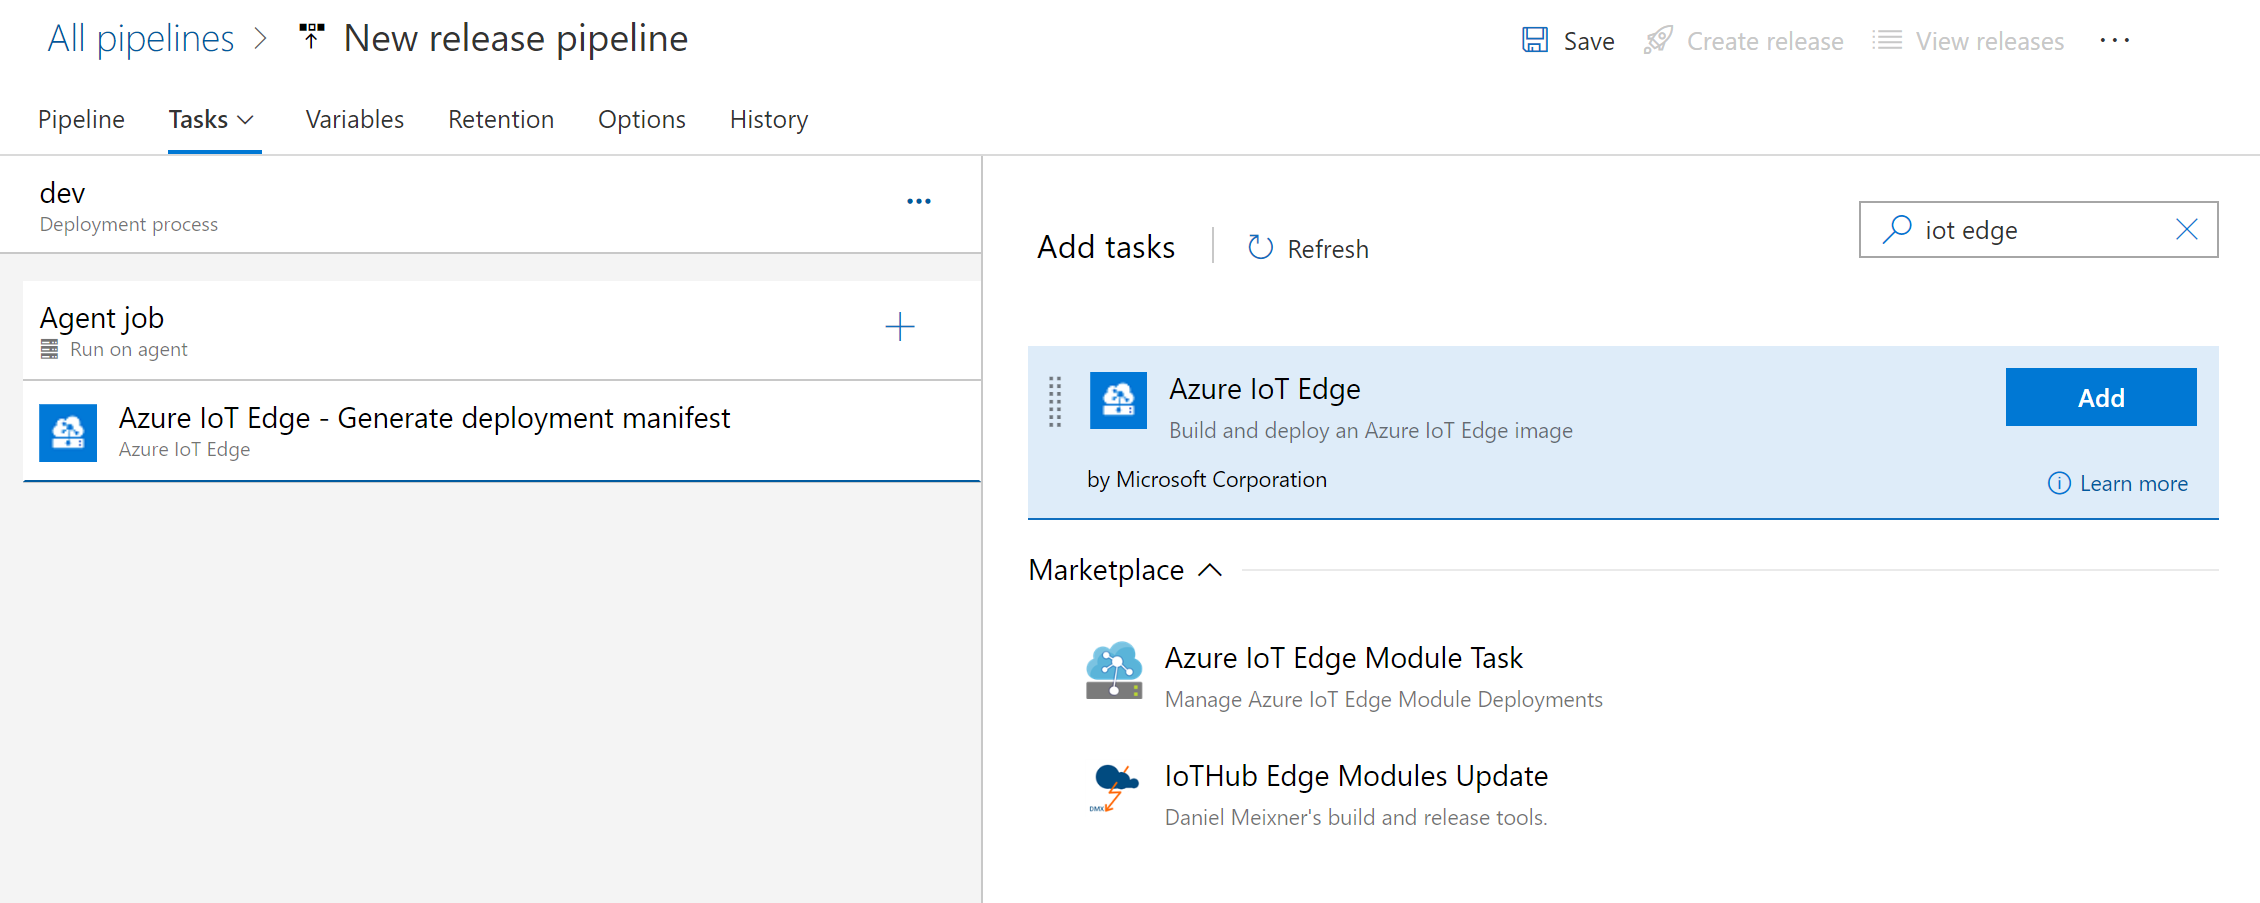 All pipelines > New release pipeline
Save Create release View releases ...
Pipeline Tasks Variables Retention Options History
dev
Deployment process
Agent job
Run on agent
Azure IoT Edge - Generate deployment manifest
Azure IoT Edge
Add tasks | Refresh
iot edge
Azure IoT Edge
Build and deploy an Azure IoT Edge image
Add
by Microsoft Corporation
Learn more
Marketplace
Azure IoT Edge Module Task
Manage Azure IoT Edge Module Deployments
DMX
IoTHub Edge Modules Update
Daniel Meixner's build and release tools.